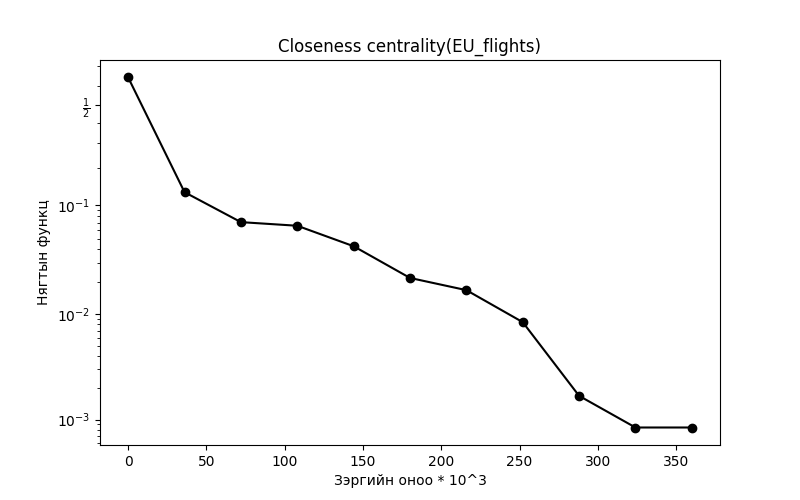 Closeness centrality(EU_flights)
Нягтын функц
1/2
10⁻¹
10⁻²
10⁻³
0 50 100 150 200 250 300 350
Зэргийн оноо * 10^3